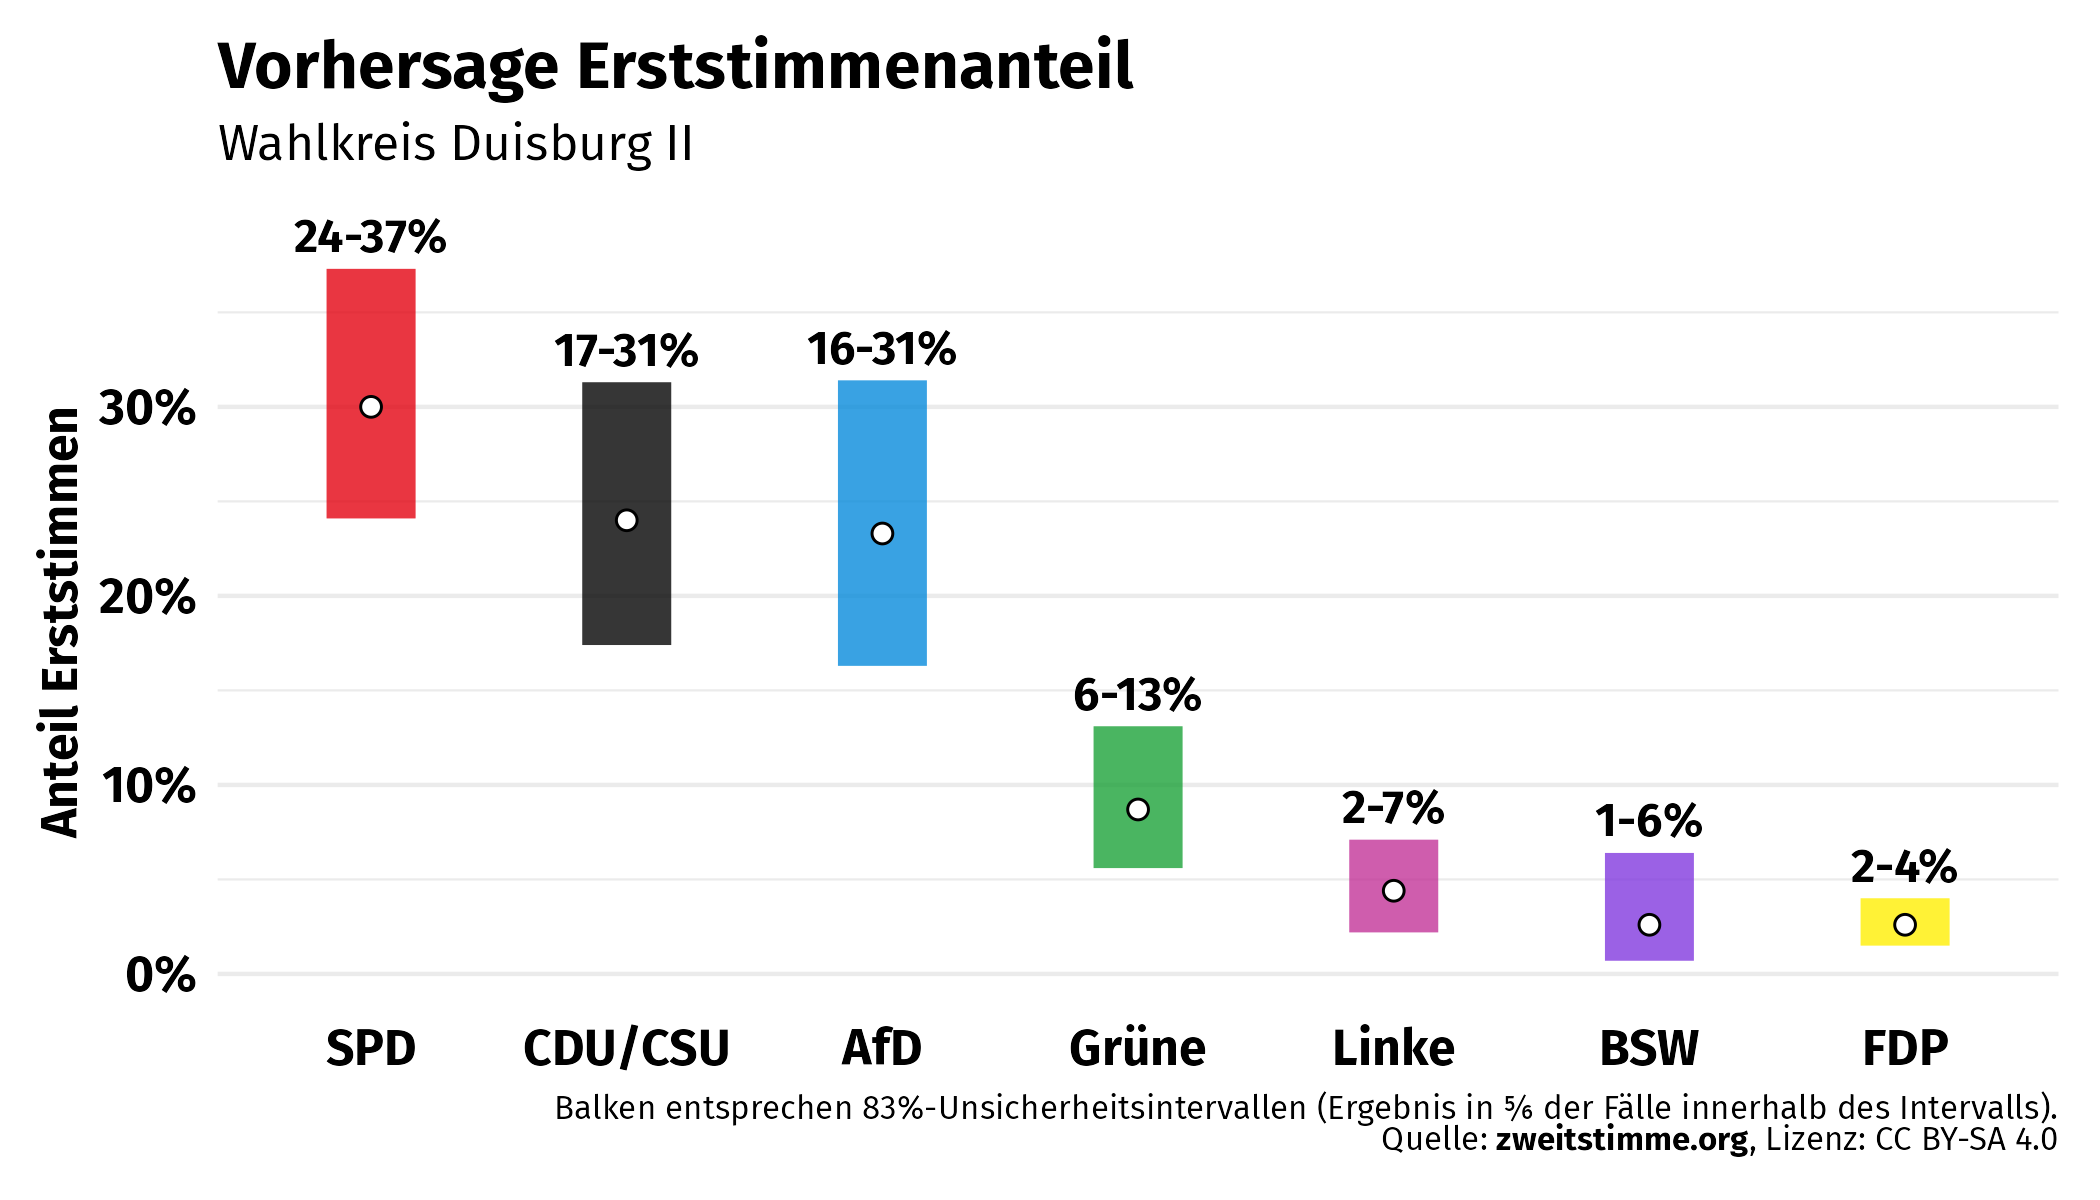 Vorhersage Erststimmenanteil
Wahlkreis Duisburg II
24-37%
17-31%
16-31%
6-13%
2-7%
1-6%
2-4%
Anteil Erststimmen
30%
20%
10%
0%
SPD
CDU/CSU
AfD
Grüne
Linke
BSW
FDP
Balken entsprechen 83%-Unsicherheitsintervallen (Ergebnis in ⅚ der Fälle innerhalb des Intervalls).
Quelle: zweitstimme.org, Lizenz: CC BY-SA 4.0